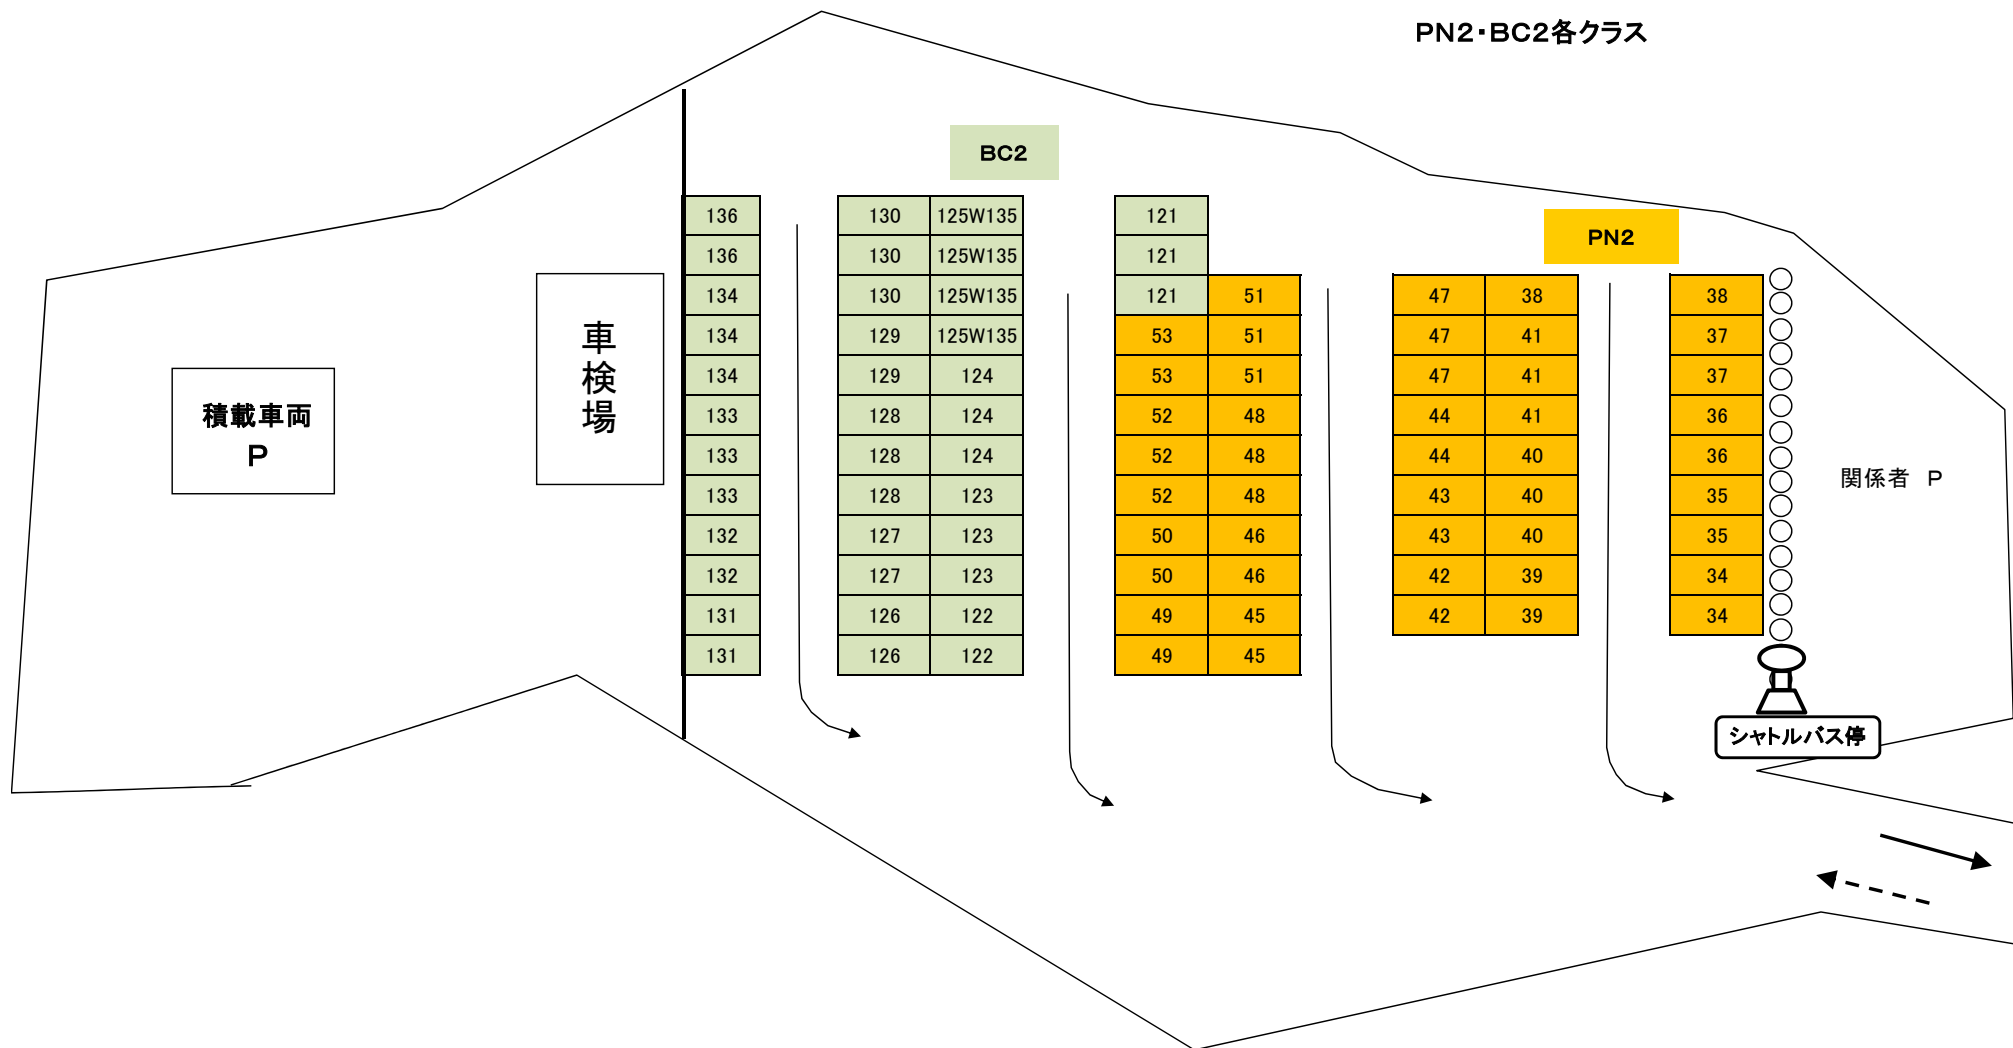 PN2・BC2各クラス
BC2
PN2
136 130 125W135 121
136 130 125W135 121
134 130 125W135 121 51 47 38 38
134 129 125W135 53 51 47 41 37
134 129 124 53 51 47 41 37
133 128 124 52 48 44 41 36
133 128 124 52 48 44 40 36
133 128 123 52 48 43 40 35
132 127 123 50 46 43 40 35
132 127 123 50 46 42 39 34
131 126 122 49 45 42 39 34
131 126 122 49 45
車検場
積載車両
P
関係者 P
シャトルバス停